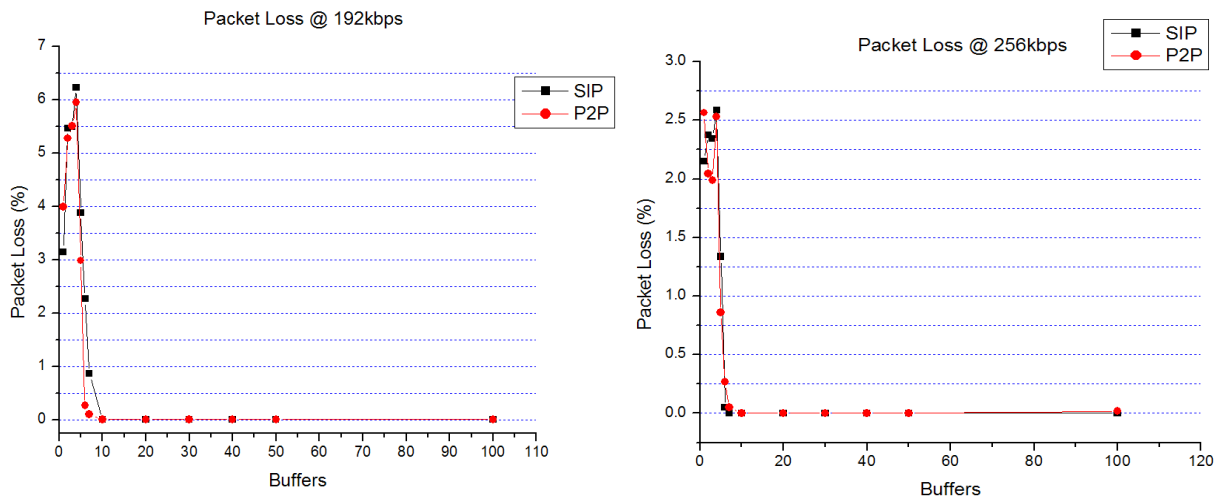 Packet Loss @ 192kbps
7
6
5
4
3
2
1
0
Packet Loss (%)
0 10 20 30 40 50 60 70 80 90 100 110
Buffers
SIP
P2P
Packet Loss @ 256kbps
SIP
P2P
3.0
2.5
2.0
1.5
1.0
0.5
0.0
Packet Loss (%)
0 20 40 60 80 100 120
Buffers